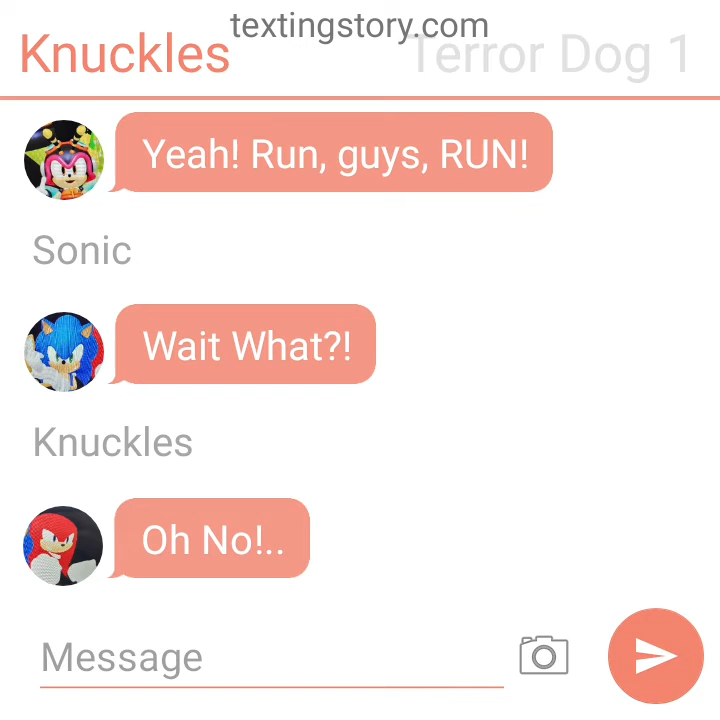 textingstory.com
Knuckles
Terror Dog 1
Yeah! Run, guys, RUN!
Sonic
Wait What?!
Knuckles
Oh No!..
Message